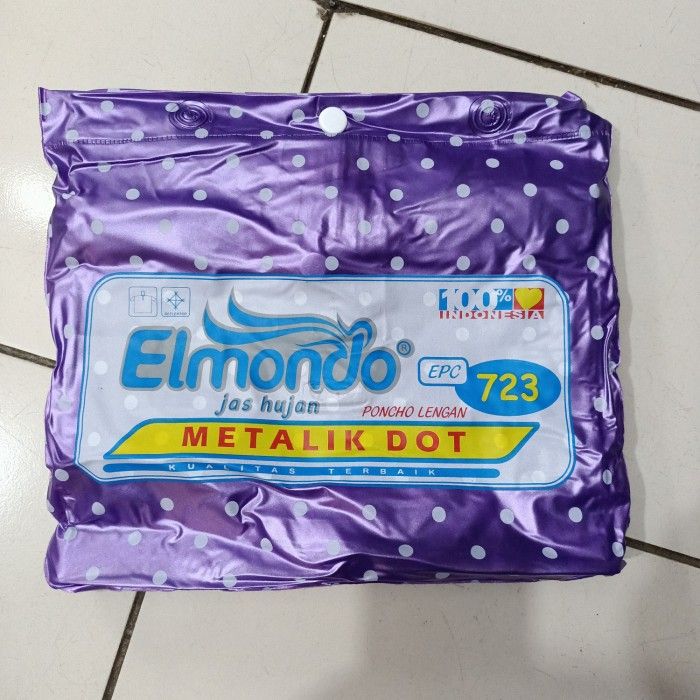 100% INDONESIA
Elmondo®
jas hujan
EPC 723
PONCHO LENGAN
METALIK DOT
KUALITAS TERBAIK